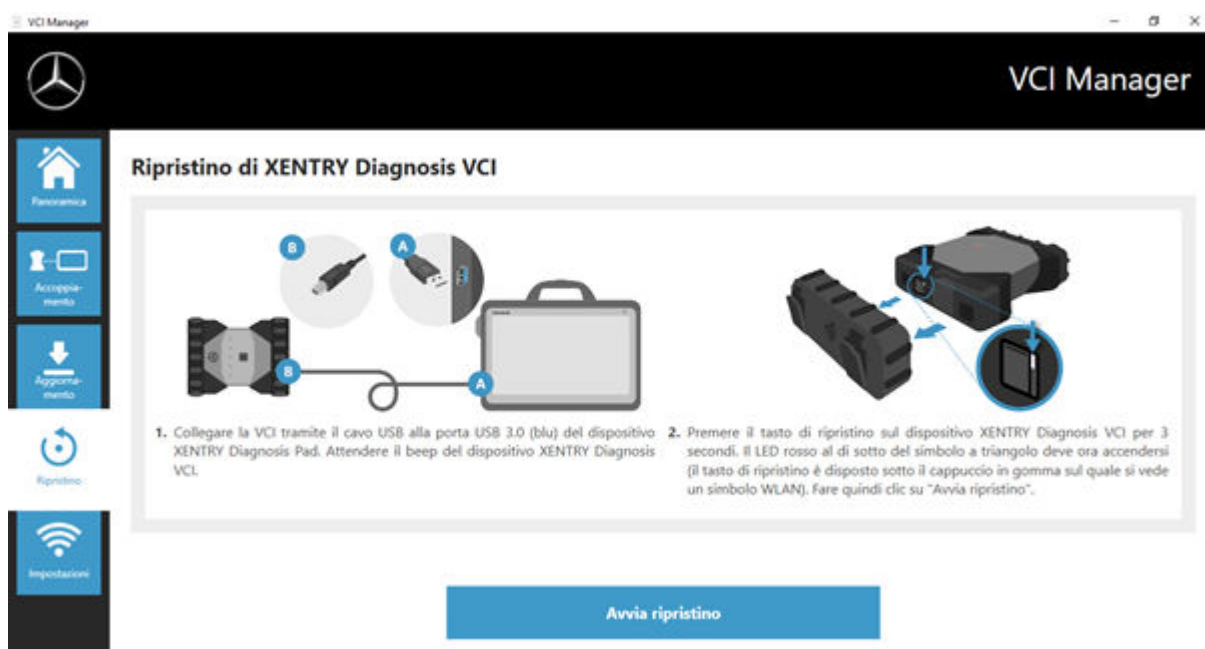 VCI Manager
VCI Manager
Panoramica
Accoppia-
mento
Aggiorna-
mento
Ripristino
Impostazioni
Ripristino di XENTRY Diagnosis VCI
B
A
B
A
1. Collegare la VCI tramite il cavo USB alla porta USB 3.0 (blu) del dispositivo
XENTRY Diagnosis Pad. Attendere il beep del dispositivo XENTRY Diagnosis
VCI.
2. Premere il tasto di ripristino sul dispositivo XENTRY Diagnosis VCI per 3
secondi. Il LED rosso al di sotto del simbolo a triangolo deve ora accendersi
(il tasto di ripristino è disposto sotto il cappuccio in gomma sul quale si vede
un simbolo WLAN). Fare quindi clic su "Avvia ripristino".
Avvia ripristino